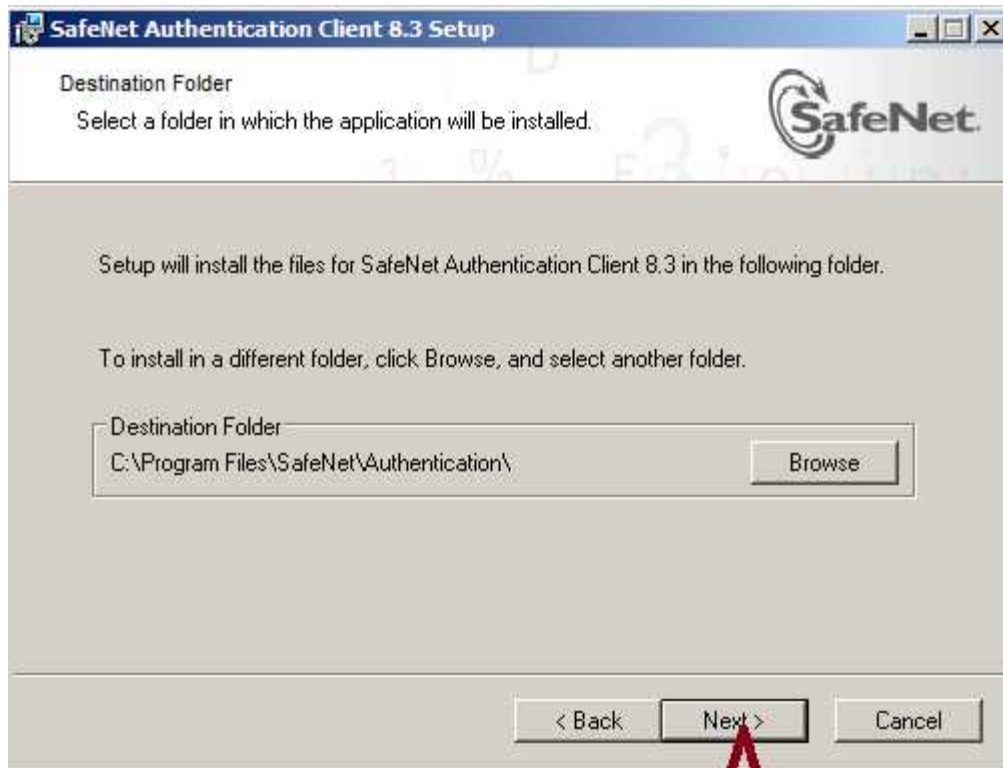 SafeNet Authentication Client 8.3 Setup
Destination Folder
Select a folder in which the application will be installed.
SafeNet.
Setup will install the files for SafeNet Authentication Client 8.3 in the following folder.
To install in a different folder, click Browse, and select another folder.
Destination Folder
C:\Program Files\SafeNet\Authentication\
Browse
< Back
Next >
Cancel